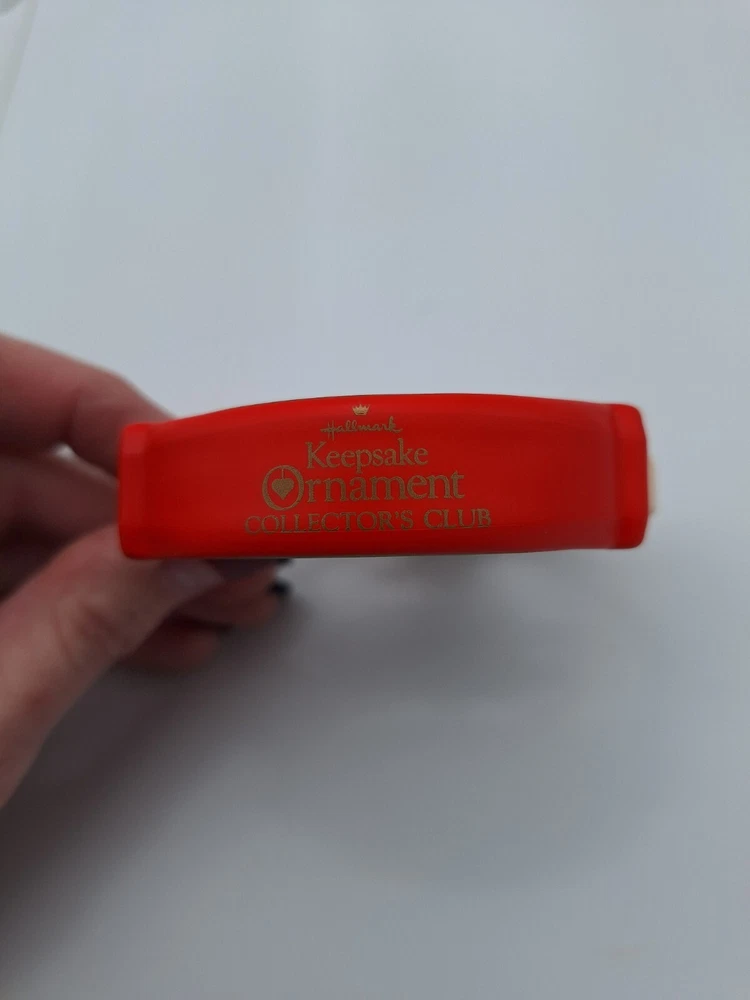 Hallmark
Keepsake
Ornament
COLLECTOR'S CLUB